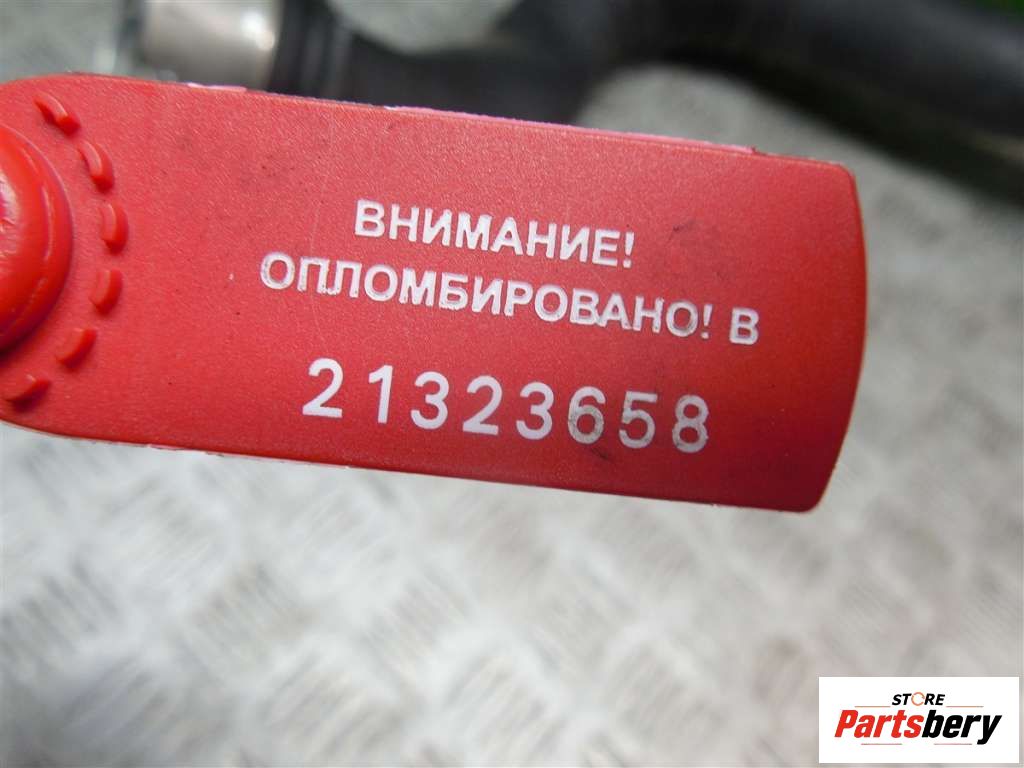 ВНИМАНИЕ!
ОПЛОМБИРОВАНО! В
21323658
STORE
Partsbery